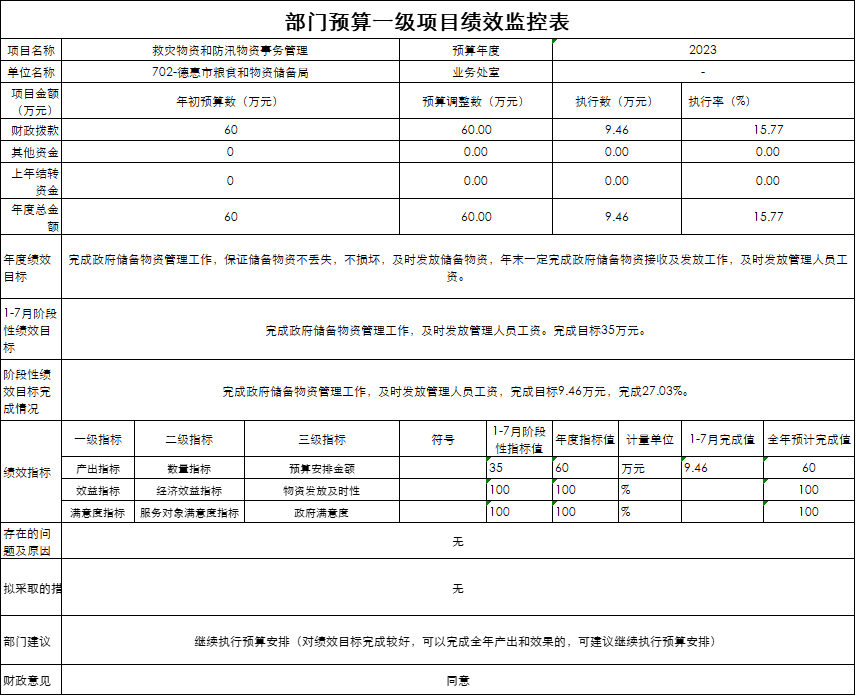 部门预算一级项目绩效监控表
项目名称 救灾物资和防汛物资事务管理 预算年度 2023
单位名称 702-德惠市粮食和物资储备局 业务处室 -
项目金额
（万元） 年初预算数（万元） 预算调整数（万元） 执行数（万元） 执行率（%）
财政拨款 60 60.00 9.46 15.77
其他资金 0 0.00 0.00 0.00
上年结转
资金 0 0.00 0.00 0.00
年度总金
额 60 60.00 9.46 15.77
年度绩效
目标
完成政府储备物资管理工作，保证储备物资不丢失，不损坏，及时发放储备物资，年末一定完成政府储备物资接收及发放工作，及时发放管理人员工
资。
1-7月阶段
性绩效目
标
完成政府储备物资管理工作，及时发放管理人员工资。完成目标35万元。
阶段性绩
效目标完
成情况
完成政府储备物资管理工作，及时发放管理人员工资，完成目标9.46万元，完成27.03%。
绩效指标
一级指标 二级指标 三级指标 符号 1-7月阶段
性指标值 年度指标值 计量单位 1-7月完成值 全年预计完成值
产出指标 数量指标 预算安排金额 35 60 万元 9.46 60
效益指标 经济效益指标 物资发放及时性 100 100 % 100
满意度指标 服务对象满意度指标 政府满意度 100 100 % 100
存在的问
题及原因 无
拟采取的措 无
部门建议 继续执行预算安排（对绩效目标完成较好，可以完成全年产出和效果的，可建议继续执行预算安排）
财政意见 同意